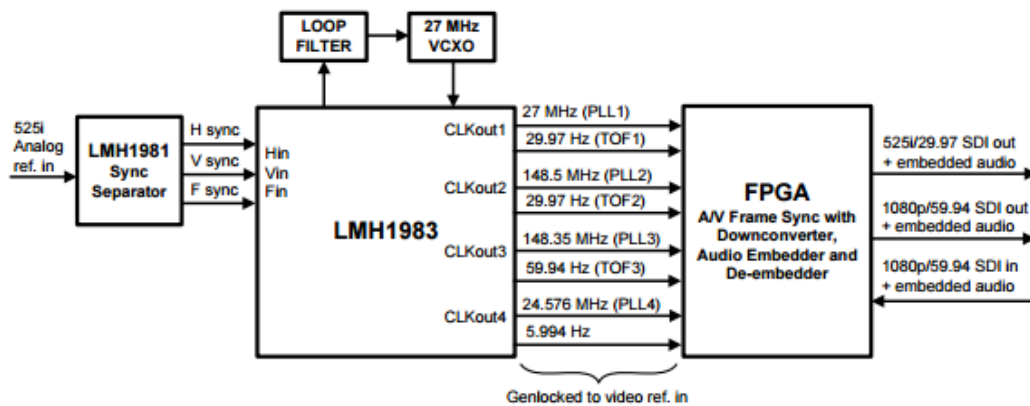 LOOP
FILTER
27 MHz
VCXO
525i
Analog
ref. in
LMH1981
Sync
Separator
H sync
V sync
F sync
Hin
Vin
Fin
LMH1983
CLKout1
CLKout2
CLKout3
CLKout4
27 MHz (PLL1)
29.97 Hz (TOF1)
148.5 MHz (PLL2)
29.97 Hz (TOF2)
148.35 MHz (PLL3)
59.94 Hz (TOF3)
24.576 MHz (PLL4)
5.994 Hz
FPGA
A/V Frame Sync with
Downconverter,
Audio Embedder and
De-embedder
525i/29.97 SDI out
+ embedded audio
1080p/59.94 SDI out
+ embedded audio
1080p/59.94 SDI in
+ embedded audio
Genlocked to video ref. in